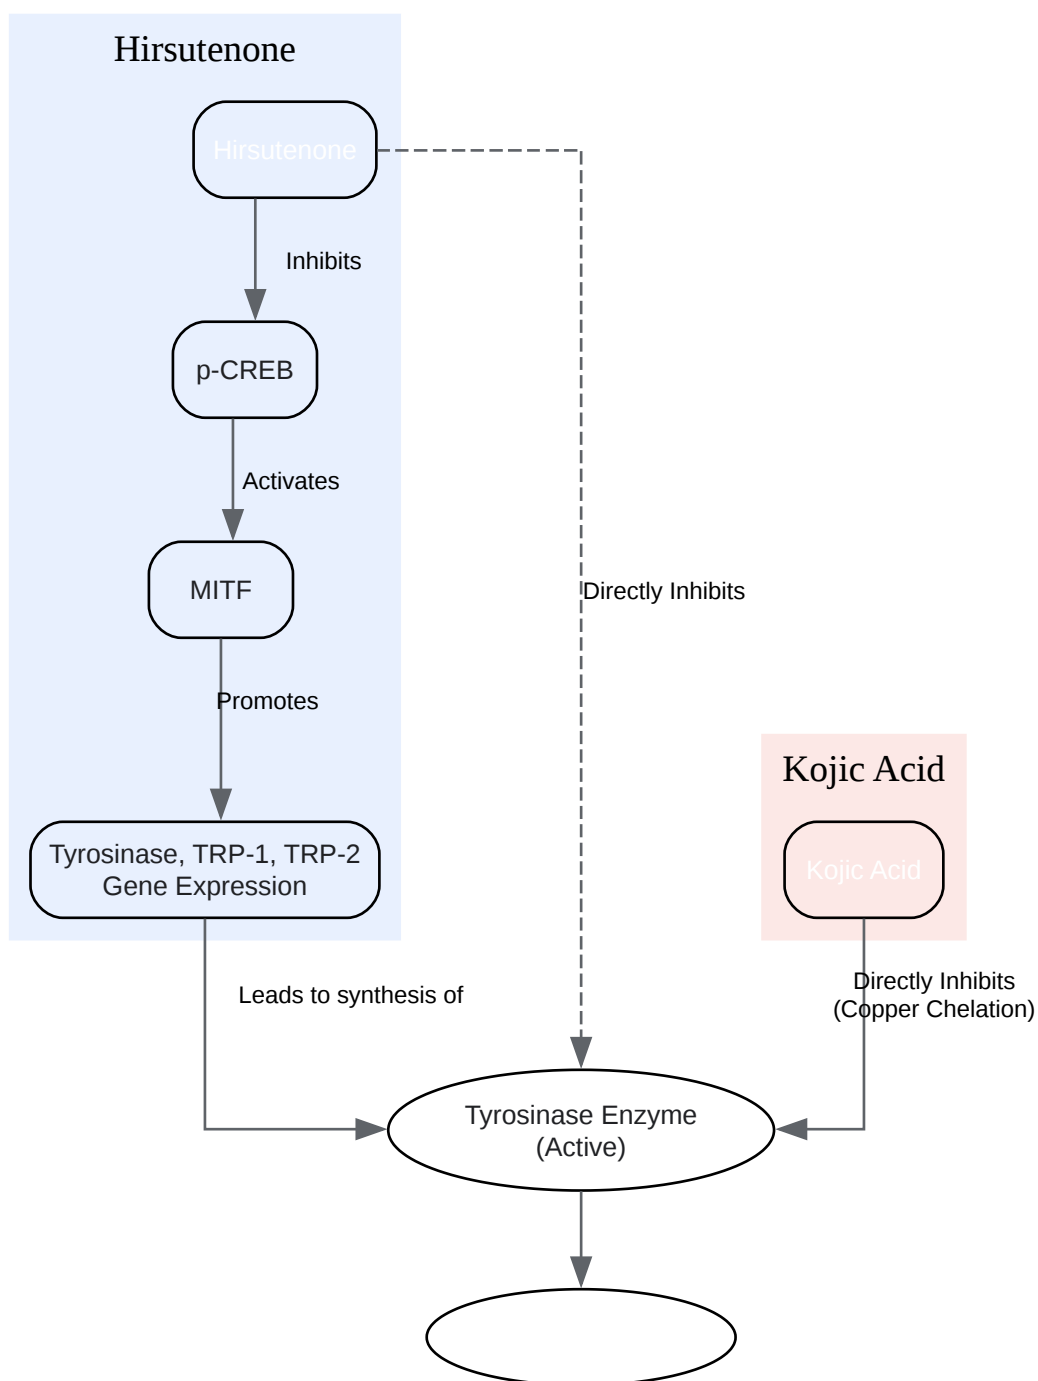 Hirsutenone
Hirsutenone
Inhibits
p-CREB
Activates
MITF
Directly Inhibits
Promotes
Kojic Acid
Tyrosinase, TRP-1, TRP-2
Gene Expression
Kojic Acid
Directly Inhibits
(Copper Chelation)
Leads to synthesis of
Tyrosinase Enzyme
(Active)